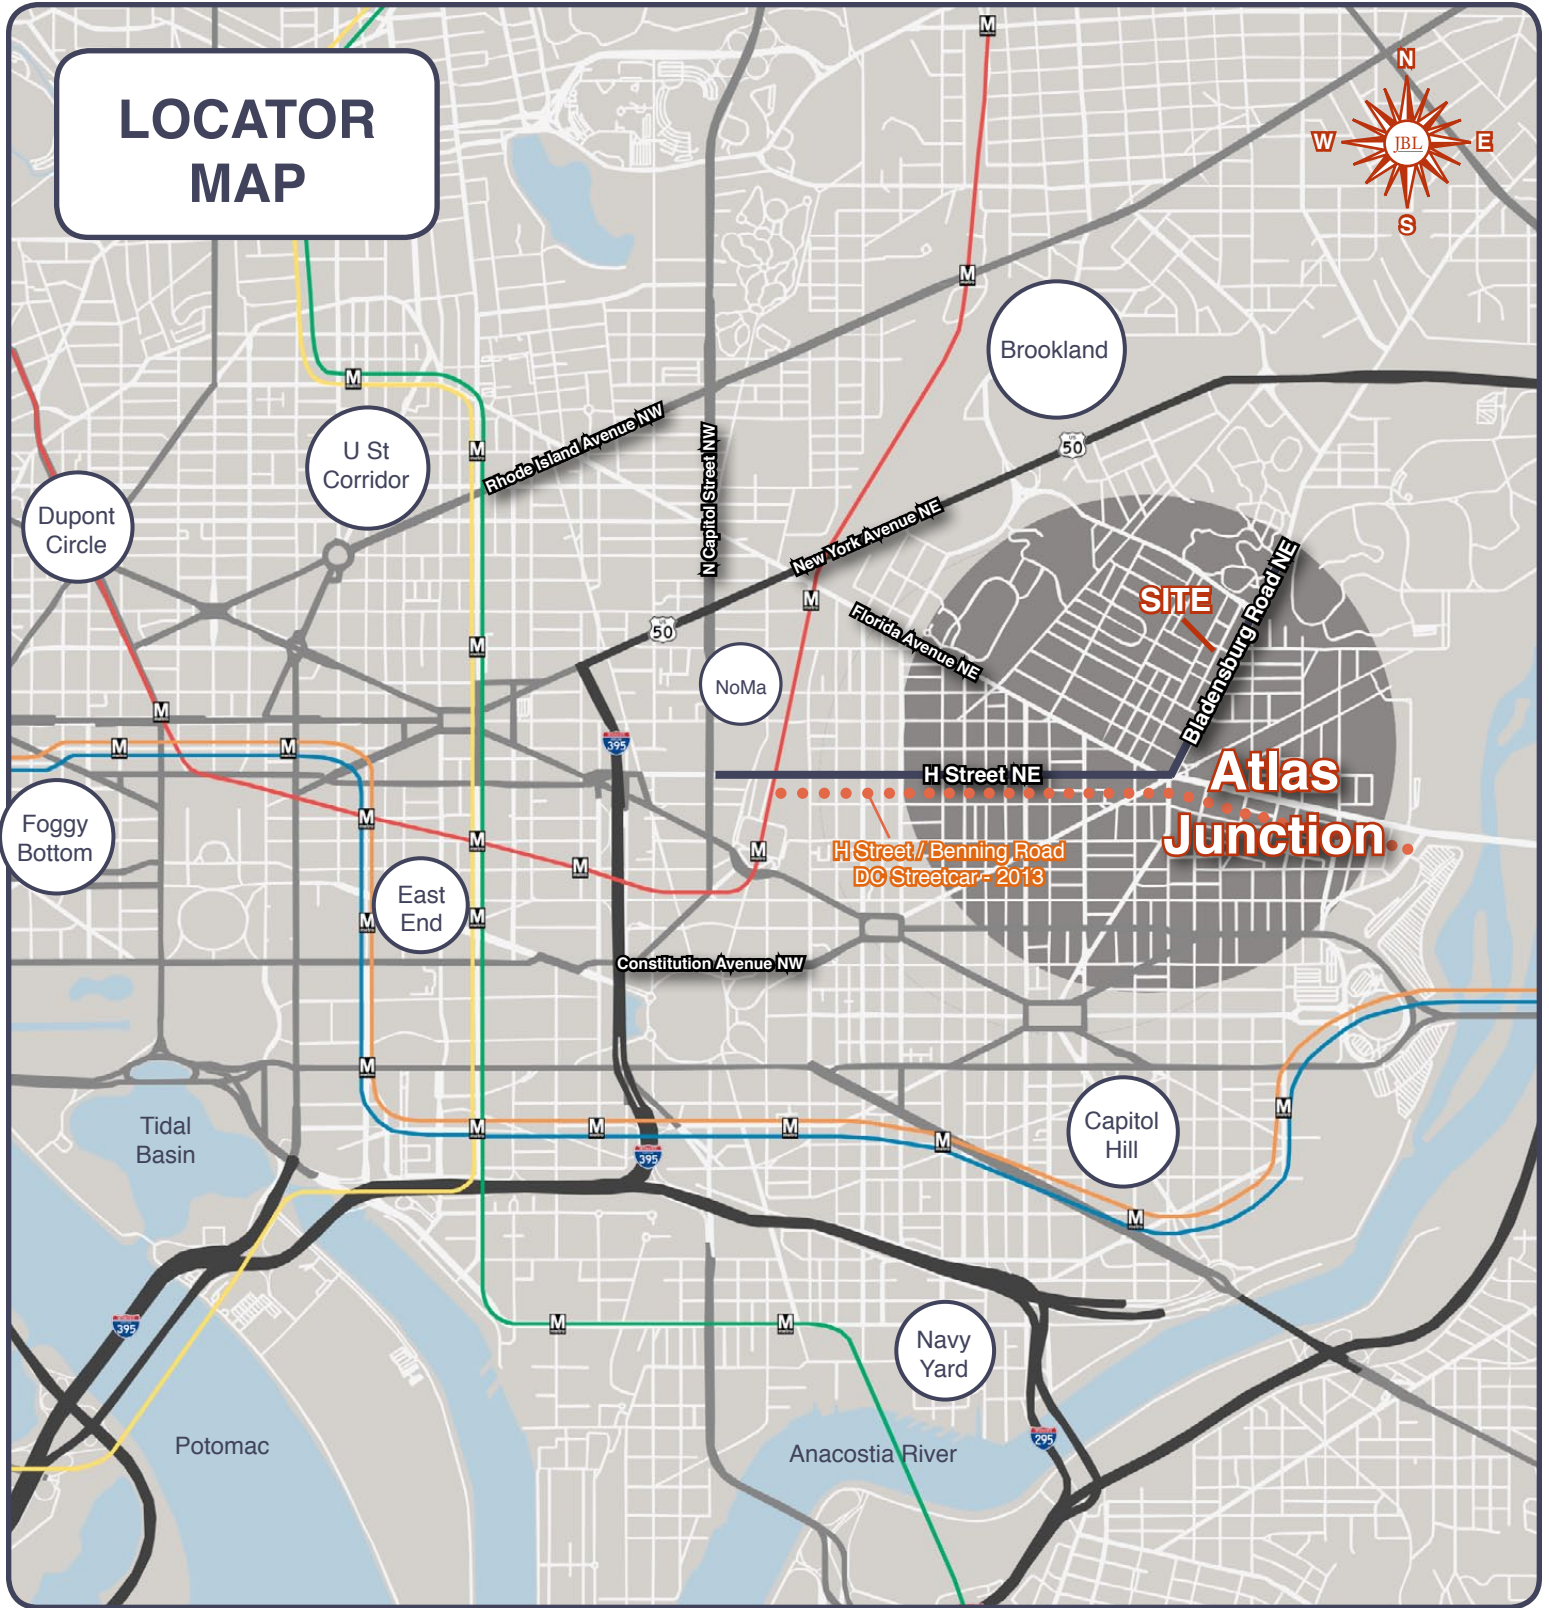 LOCATOR
MAP
N
W
JBL
E
S
M
M
Brookland
M
U St
Corridor
M
Rhode Island Avenue NW
N Capitol Street NW
US
50
Dupont
Circle
New York Avenue NE
M
SITE
Bladensburg Road NE
Florida Avenue NE
US
50
M
NoMa
M
M
M
395
H Street NE
Atlas
Junction
Foggy
Bottom
M
M
M
M
H Street / Benning Road
DC Streetcar - 2013
East
End
M
M
Constitution Avenue NW
M
Tidal
Basin
M
M
M
M
M
Capitol
Hill
395
M
395
M
M
Navy
Yard
Potomac
Anacostia River
295